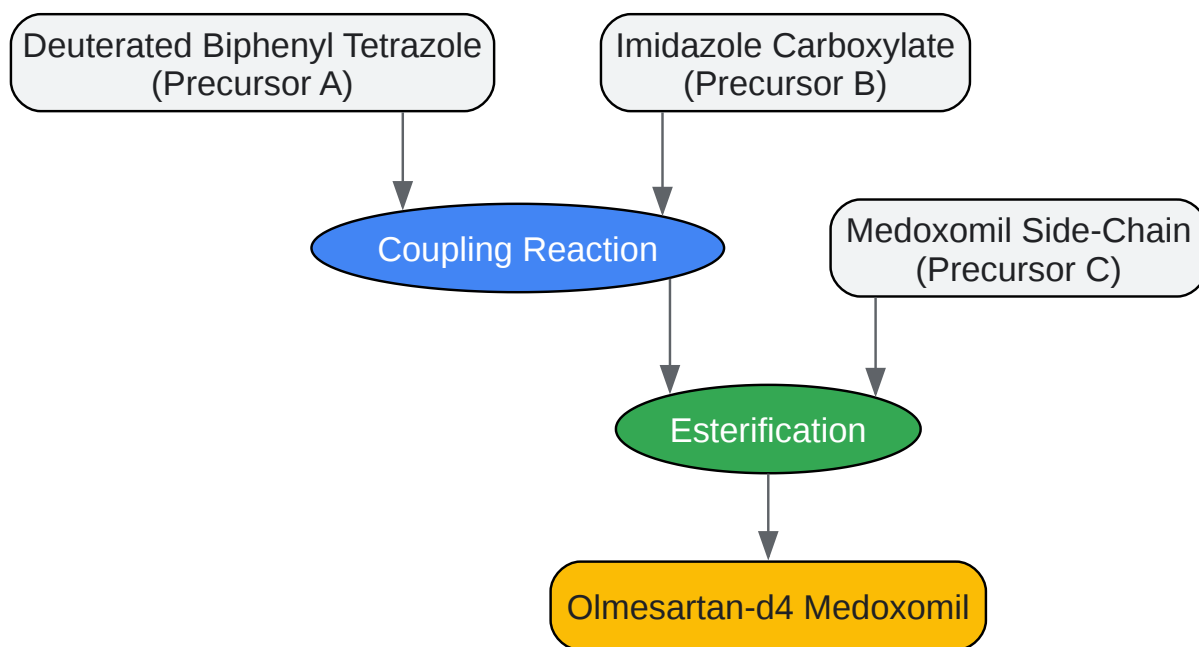 Deuterated Biphenyl Tetrazole
(Precursor A)
Imidazole Carboxylate
(Precursor B)
Coupling Reaction
Medoxomil Side-Chain
(Precursor C)
Esterification
Olmesartan-d4 Medoxomil